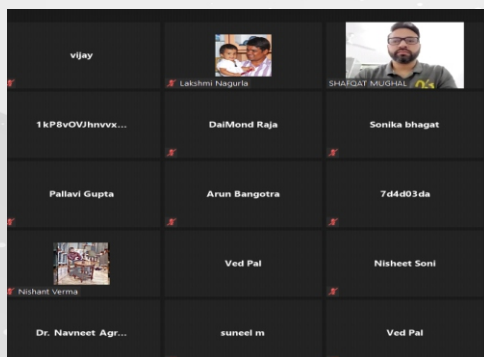 vijay
Lakshmi Nagurla
SHAFQAT MUGHAL
1kP8vOVJhnvvx...
DaiMond Raja
Sonika bhagat
Pallavi Gupta
Arun Bangotra
7d4d03da
Nishant Verma
Ved Pal
Nisheet Soni
Dr. Navneet Agr...
suneel m
Ved Pal